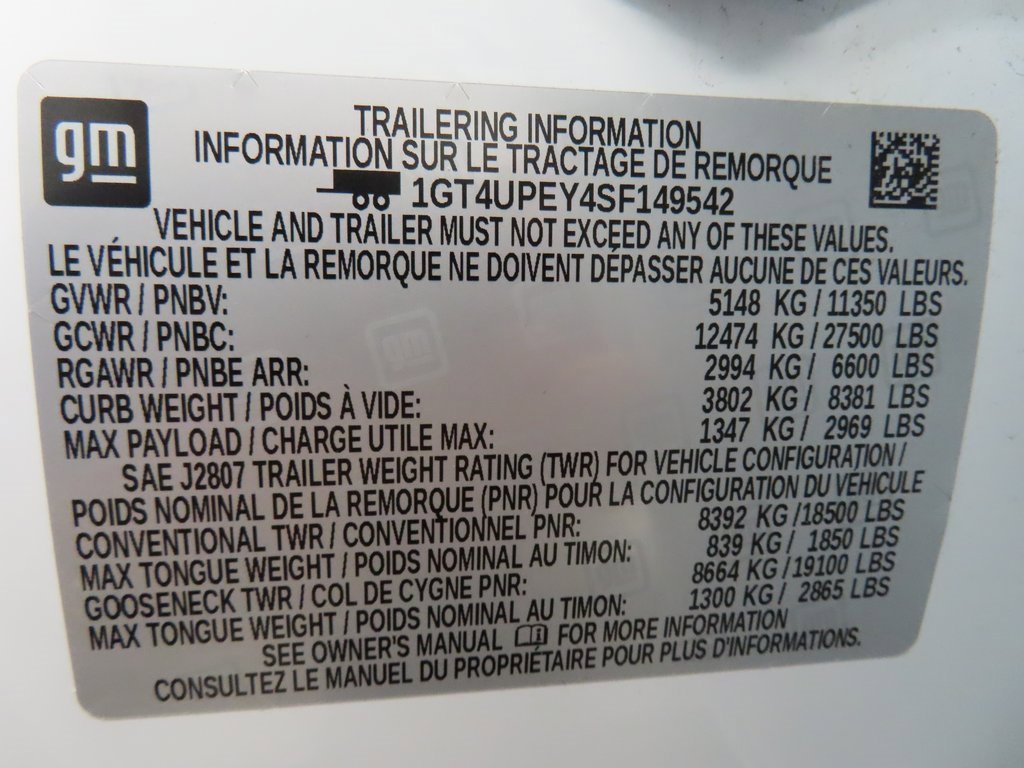 gm
TRAILERING INFORMATION
INFORMATION SUR LE TRACTAGE DE REMORQUE
1GT4UPEY4SF149542
VEHICLE AND TRAILER MUST NOT EXCEED ANY OF THESE VALUES.
LE VÉHICULE ET LA REMORQUE NE DOIVENT DÉPASSER AUCUNE DE CES VALEURS.
GVWR / PNBV: 5148 KG / 11350 LBS
GCWR / PNBC: 12474 KG / 27500 LBS
RGAWR / PNBE ARR: 2994 KG / 6600 LBS
CURB WEIGHT / POIDS À VIDE: 3802 KG / 8381 LBS
MAX PAYLOAD / CHARGE UTILE MAX: 1347 KG / 2969 LBS
SAE J2807 TRAILER WEIGHT RATING (TWR) FOR VEHICLE CONFIGURATION /
POIDS NOMINAL DE LA REMORQUE (PNR) POUR LA CONFIGURATION DU VÉHICULE
CONVENTIONAL TWR / CONVENTIONNEL PNR: 8392 KG /18500 LBS
MAX TONGUE WEIGHT / POIDS NOMINAL AU TIMON: 839 KG / 1850 LBS
GOOSENECK TWR / COL DE CYGNE PNR: 8664 KG /19100 LBS
MAX TONGUE WEIGHT / POIDS NOMINAL AU TIMON: 1300 KG / 2865 LBS
SEE OWNER'S MANUAL FOR MORE INFORMATION
CONSULTEZ LE MANUEL DU PROPRIÉTAIRE POUR PLUS D'INFORMATIONS.